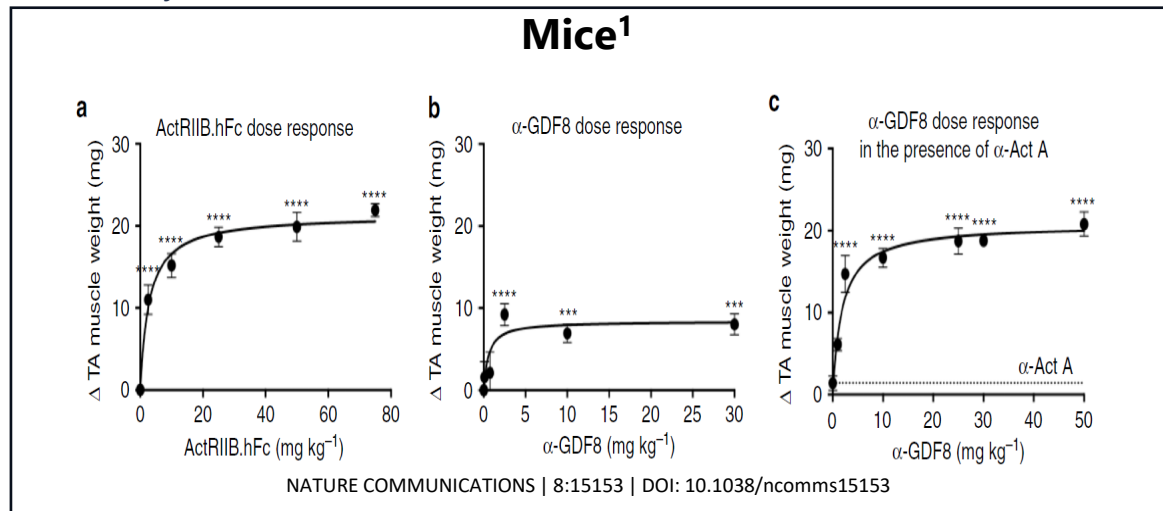 Mice¹
a
ActRIIB.hFc dose response
Δ TA muscle weight (mg)
30
20
10
0
****
****
****
****
****
0 20 40 60 80
ActRIIB.hFc (mg kg⁻¹)
b
α-GDF8 dose response
Δ TA muscle weight (mg)
30
20
10
0
****
***
***
0 5 10 15 20 25 30
α-GDF8 (mg kg⁻¹)
c
α-GDF8 dose response
in the presence of α-Act A
Δ TA muscle weight (mg)
30
20
10
0
****
****
****
****
****
α-Act A
0 10 20 30 40 50
α-GDF8 (mg kg⁻¹)
NATURE COMMUNICATIONS | 8:15153 | DOI: 10.1038/ncomms15153